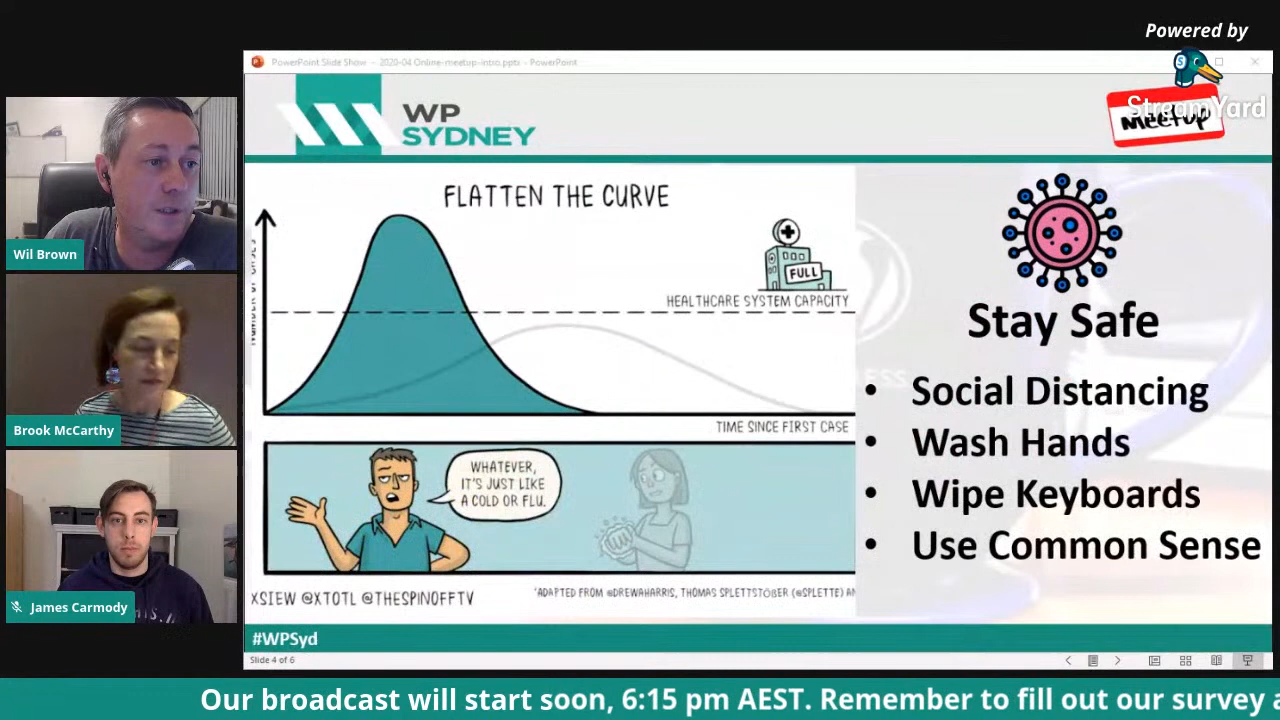 Powered by
StreamYard
PowerPoint Slide Show - 2020-04 Online-meetup-intro.ppts - PowerPoint
WP
SYDNEY
meetup
FLATTEN THE CURVE
FULL
HEALTHCARE SYSTEM CAPACITY
TIME SINCE FIRST CASE
WHATEVER,
IT'S JUST LIKE
A COLD OR FLU.
XSIEW @XTOTL @THESPINOFFTV
*ADAPTED FROM @DREWAHARRIS, THOMAS SPLETTSTÖßER (@SPLETTE) AN
Stay Safe
• Social Distancing
• Wash Hands
• Wipe Keyboards
• Use Common Sense
#WPSyd
Slide 4 of 6
Wil Brown
Brook McCarthy
James Carmody
Our broadcast will start soon, 6:15 pm AEST. Remember to fill out our survey a